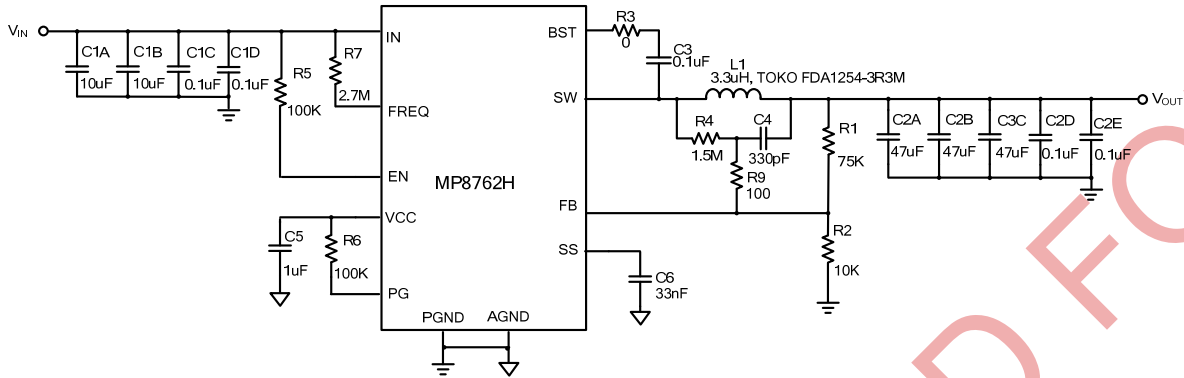 VIN
C1A
10uF
C1B
10uF
C1C
0.1uF
C1D
0.1uF
R5
100K
R7
2.7M
IN
FREQ
EN
VCC
PG
C5
1uF
R6
100K
MP8762H
PGND
AGND
BST
SW
FB
SS
R3
0
C3
0.1uF
L1
3.3uH, TOKO FDA1254-3R3M
R4
1.5M
C4
330pF
R9
100
R1
75K
R2
10K
C6
33nF
C2A
47uF
C2B
47uF
C3C
47uF
C2D
0.1uF
C2E
0.1uF
VOUT
D FO